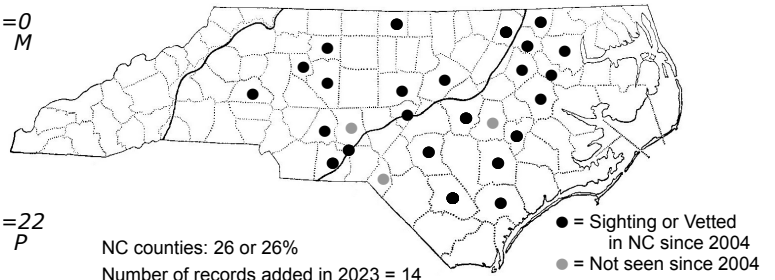 =0
M
=22
P
NC counties: 26 or 26%
Number of records added in 2023 = 14
= Sighting or Vetted
in NC since 2004
= Not seen since 2004